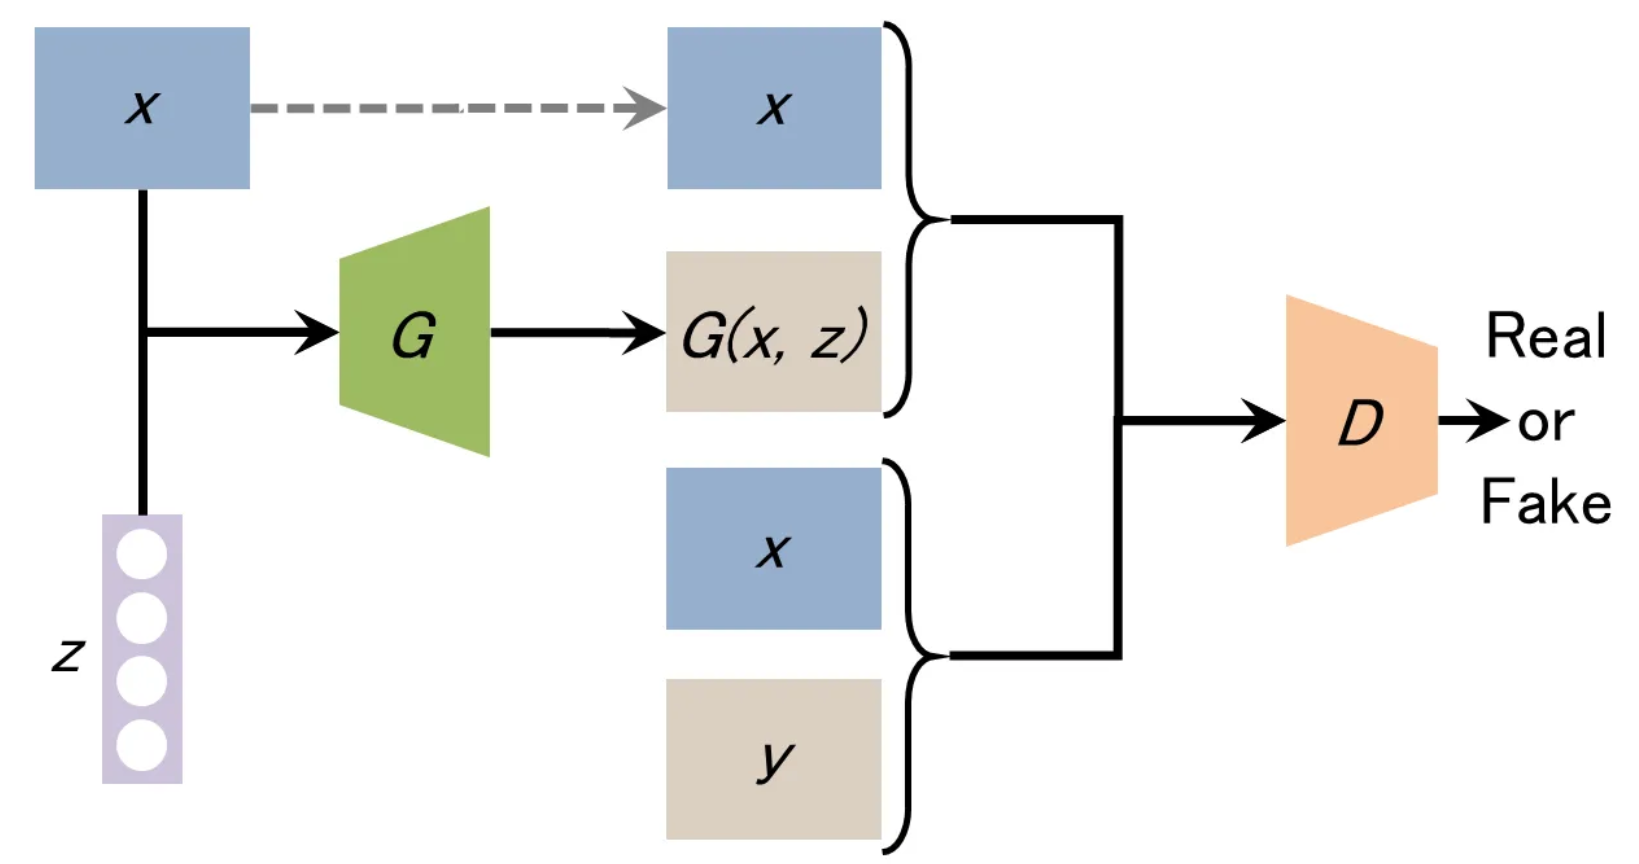 x
x
G
G(x, z)
x
z
y
D
Real
or
Fake